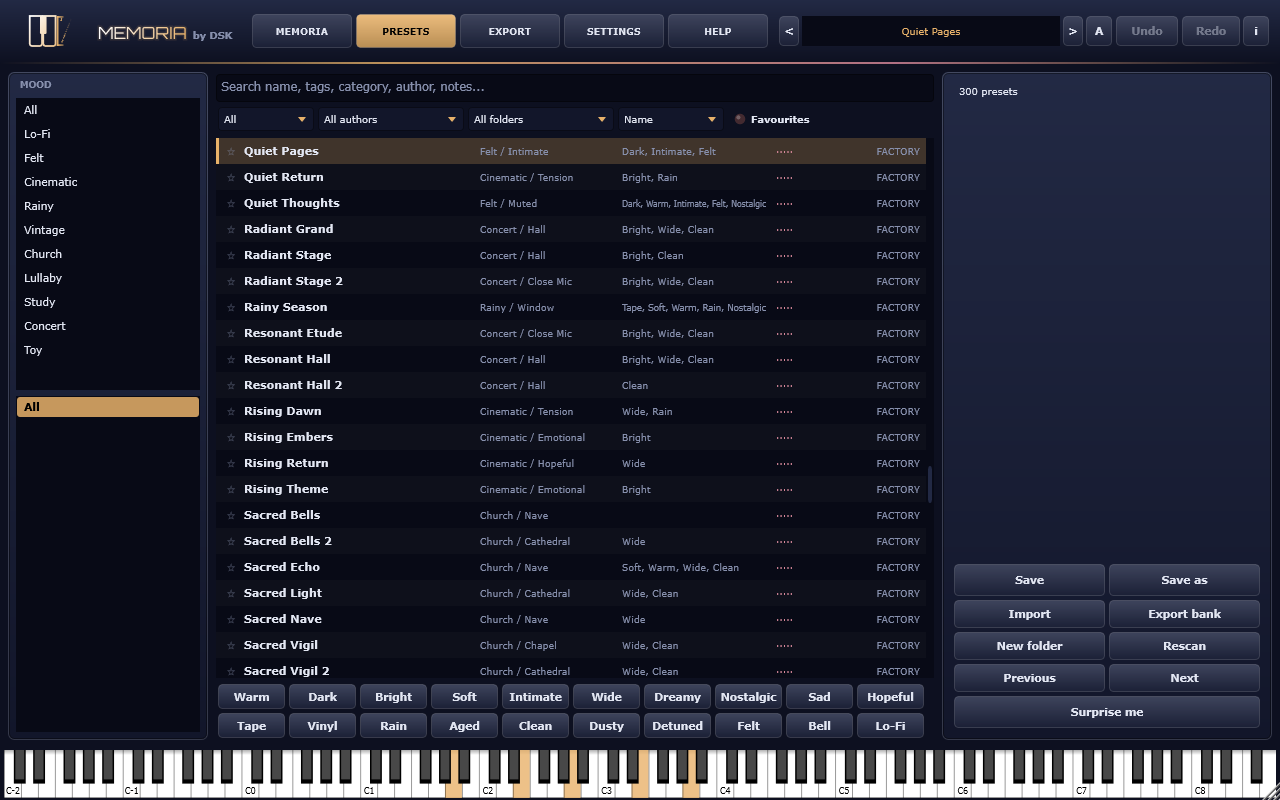 MEMORIA by DSK MEMORIA PRESETS EXPORT SETTINGS HELP < Quiet Pages > A Undo Redo i
MOOD
All
Lo-Fi
Felt
Cinematic
Rainy
Vintage
Church
Lullaby
Study
Concert
Toy
All
Search name, tags, category, author, notes...
All All authors All folders Name Favourites
Quiet Pages Felt / Intimate Dark, Intimate, Felt FACTORY
Quiet Return Cinematic / Tension Bright, Rain FACTORY
Quiet Thoughts Felt / Muted Dark, Warm, Intimate, Felt, Nostalgic FACTORY
Radiant Grand Concert / Hall Bright, Wide, Clean FACTORY
Radiant Stage Concert / Hall Bright, Clean FACTORY
Radiant Stage 2 Concert / Close Mic Bright, Wide, Clean FACTORY
Rainy Season Rainy / Window Tape, Soft, Warm, Rain, Nostalgic FACTORY
Resonant Etude Concert / Close Mic Bright, Wide, Clean FACTORY
Resonant Hall Concert / Hall Bright, Wide, Clean FACTORY
Resonant Hall 2 Concert / Hall Clean FACTORY
Rising Dawn Cinematic / Tension Wide, Rain FACTORY
Rising Embers Cinematic / Emotional Bright FACTORY
Rising Return Cinematic / Hopeful Wide FACTORY
Rising Theme Cinematic / Emotional Bright FACTORY
Sacred Bells Church / Nave FACTORY
Sacred Bells 2 Church / Cathedral Wide FACTORY
Sacred Echo Church / Nave Soft, Warm, Wide, Clean FACTORY
Sacred Light Church / Cathedral Wide, Clean FACTORY
Sacred Nave Church / Nave Wide FACTORY
Sacred Vigil Church / Chapel Wide, Clean FACTORY
Sacred Vigil 2 Church / Cathedral Wide, Clean FACTORY
Warm Dark Bright Soft Intimate Wide Dreamy Nostalgic Sad Hopeful
Tape Vinyl Rain Aged Clean Dusty Detuned Felt Bell Lo-Fi
300 presets
Save Save as
Import Export bank
New folder Rescan
Previous Next
Surprise me
C-2 C-1 C0 C1 C2 C3 C4 C5 C6 C7 C8